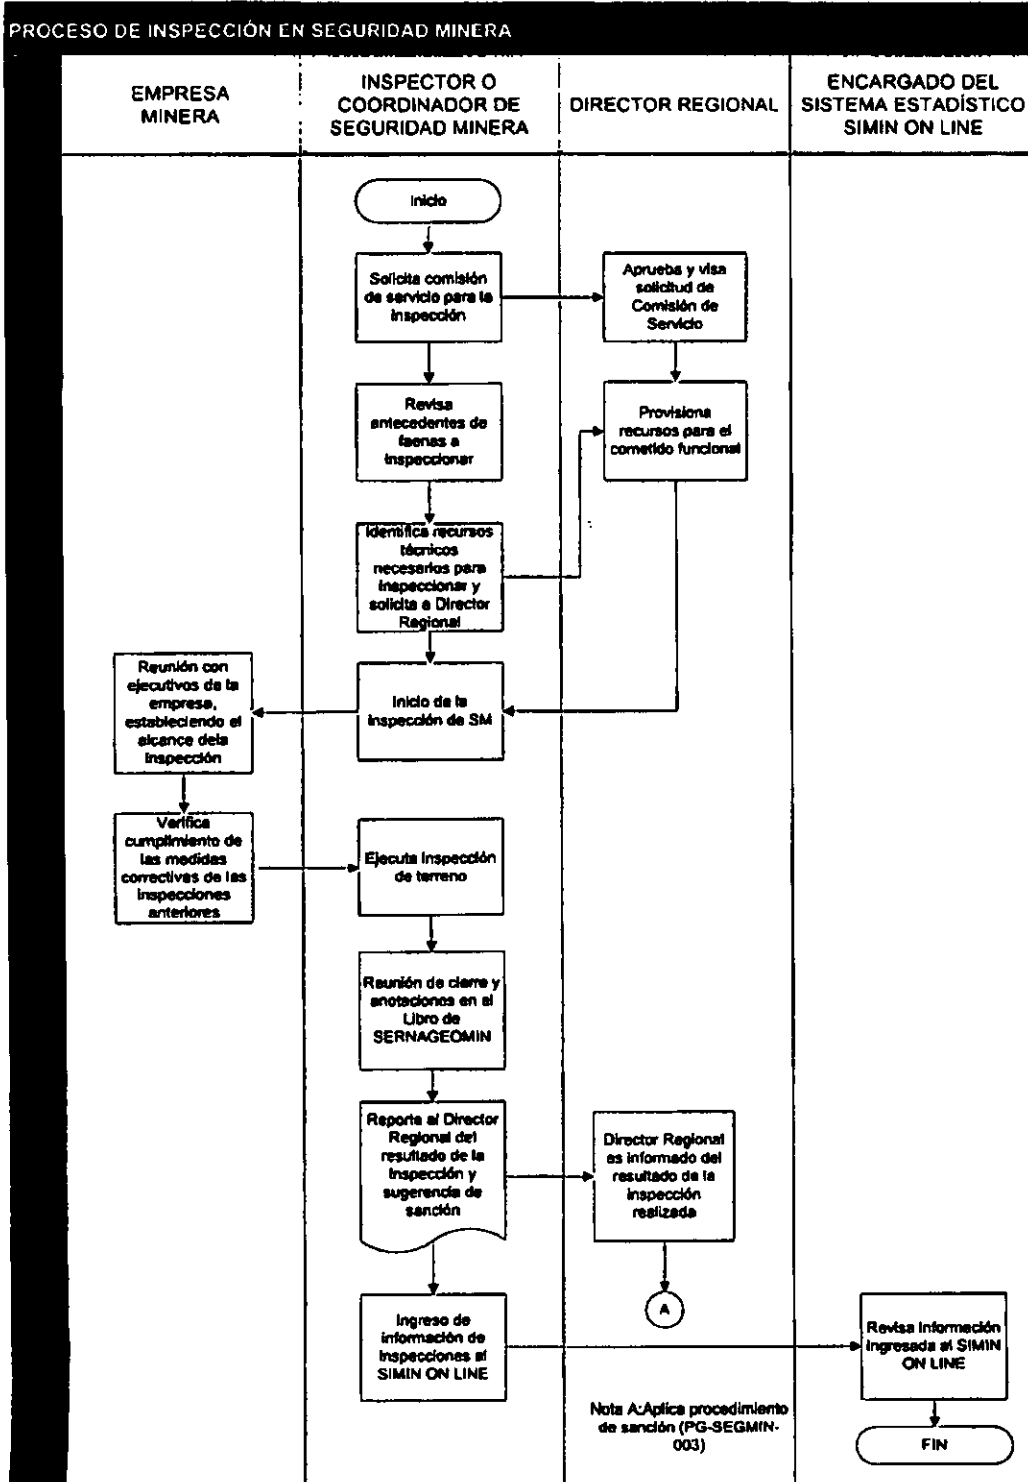 PROCESO DE INSPECCIÓN EN SEGURIDAD MINERA
EMPRESA
MINERA
INSPECTOR O
COORDINADOR DE
SEGURIDAD MINERA
DIRECTOR REGIONAL
ENCARGADO DEL
SISTEMA ESTADÍSTICO
SIMIN ON LINE
Inicio
Solicita comisión
de servicio para la
inspección
Aprueba y visa
solicitud de
Comisión de
Servicio
Revisa
antecedentes de
faenas a
inspeccionar
Provisiona
recursos para el
cometido funcional
Identifica recursos
técnicos
necesarios para
inspeccionar y
solicita a Director
Regional
Reunión con
ejecutivos de la
empresa,
estableciendo el
alcance dela
inspección
Inicio de la
inspección de SM
Verifica
cumplimiento de
las medidas
correctivas de las
inspecciones
anteriores
Ejecuta Inspección
de terreno
Reunión de cierre y
anotaciones en el
Libro de
SERNAGEOMIN
Reporte al Director
Regional del
resultado de la
Inspección y
sugerencia de
sanción
Director Regional
es informado del
resultado de la
inspección
realizada
A
Ingreso de
información de
Inspecciones al
SIMIN ON LINE
Revisa Información
ingresada al SIMIN
ON LINE
Nota A:Aplica procedimiento
de sanción (PG-SEGMIN-
003)
FIN